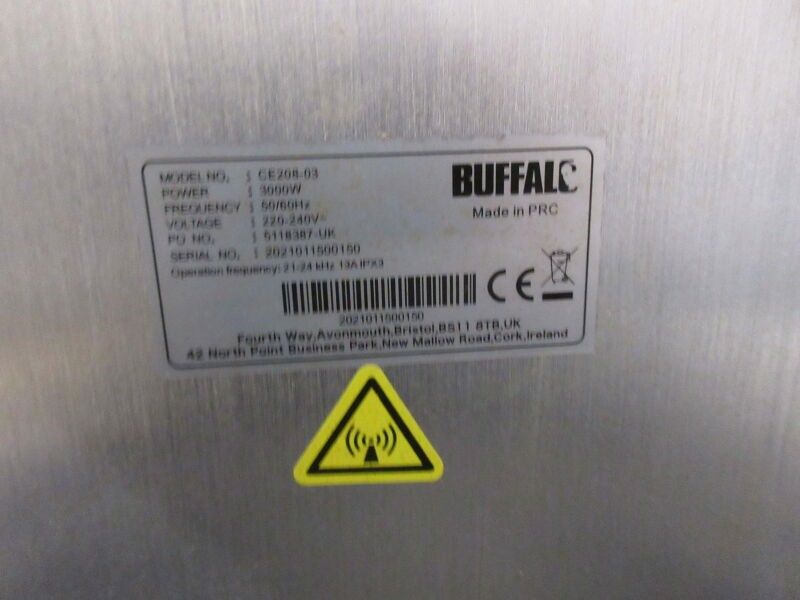 MODEL NO. : CE208-03
POWER : 3000W
FREQUENCY : 50/60Hz
VOLTAGE : 220-240V~
PO NO. : 5118387-UK
SERIAL NO. : 2021011500150
Operation frequency: 21-24 kHz 13A IPX3
BUFFALO
Made in PRC
CE
2021011500150
Fourth Way,Avonmouth,Bristol,BS11 8TB,UK
42 North Point Business Park,New Mallow Road,Cork,Ireland